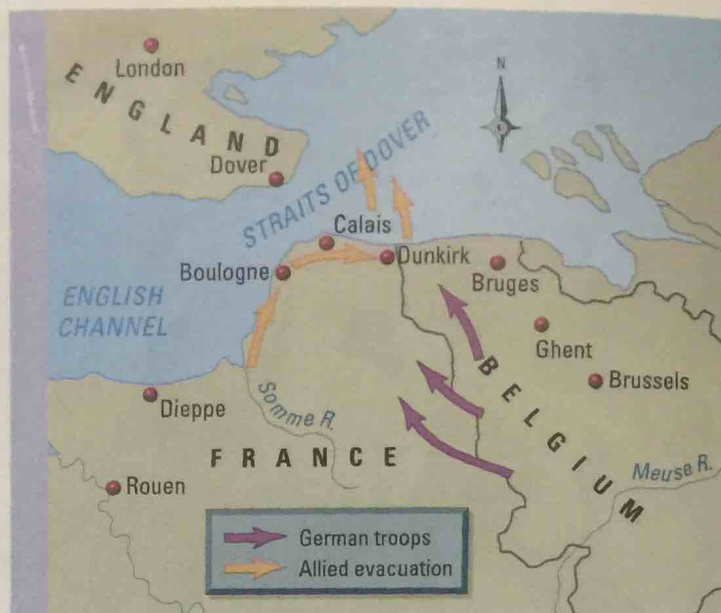 London
ENGLAND
Dover
STRAITS OF DOVER
N
Calais
Boulogne
Dunkirk
Bruges
ENGLISH
CHANNEL
Ghent
Brussels
BELGIUM
Dieppe
Somme R.
FRANCE
Meuse R.
Rouen
German troops
Allied evacuation